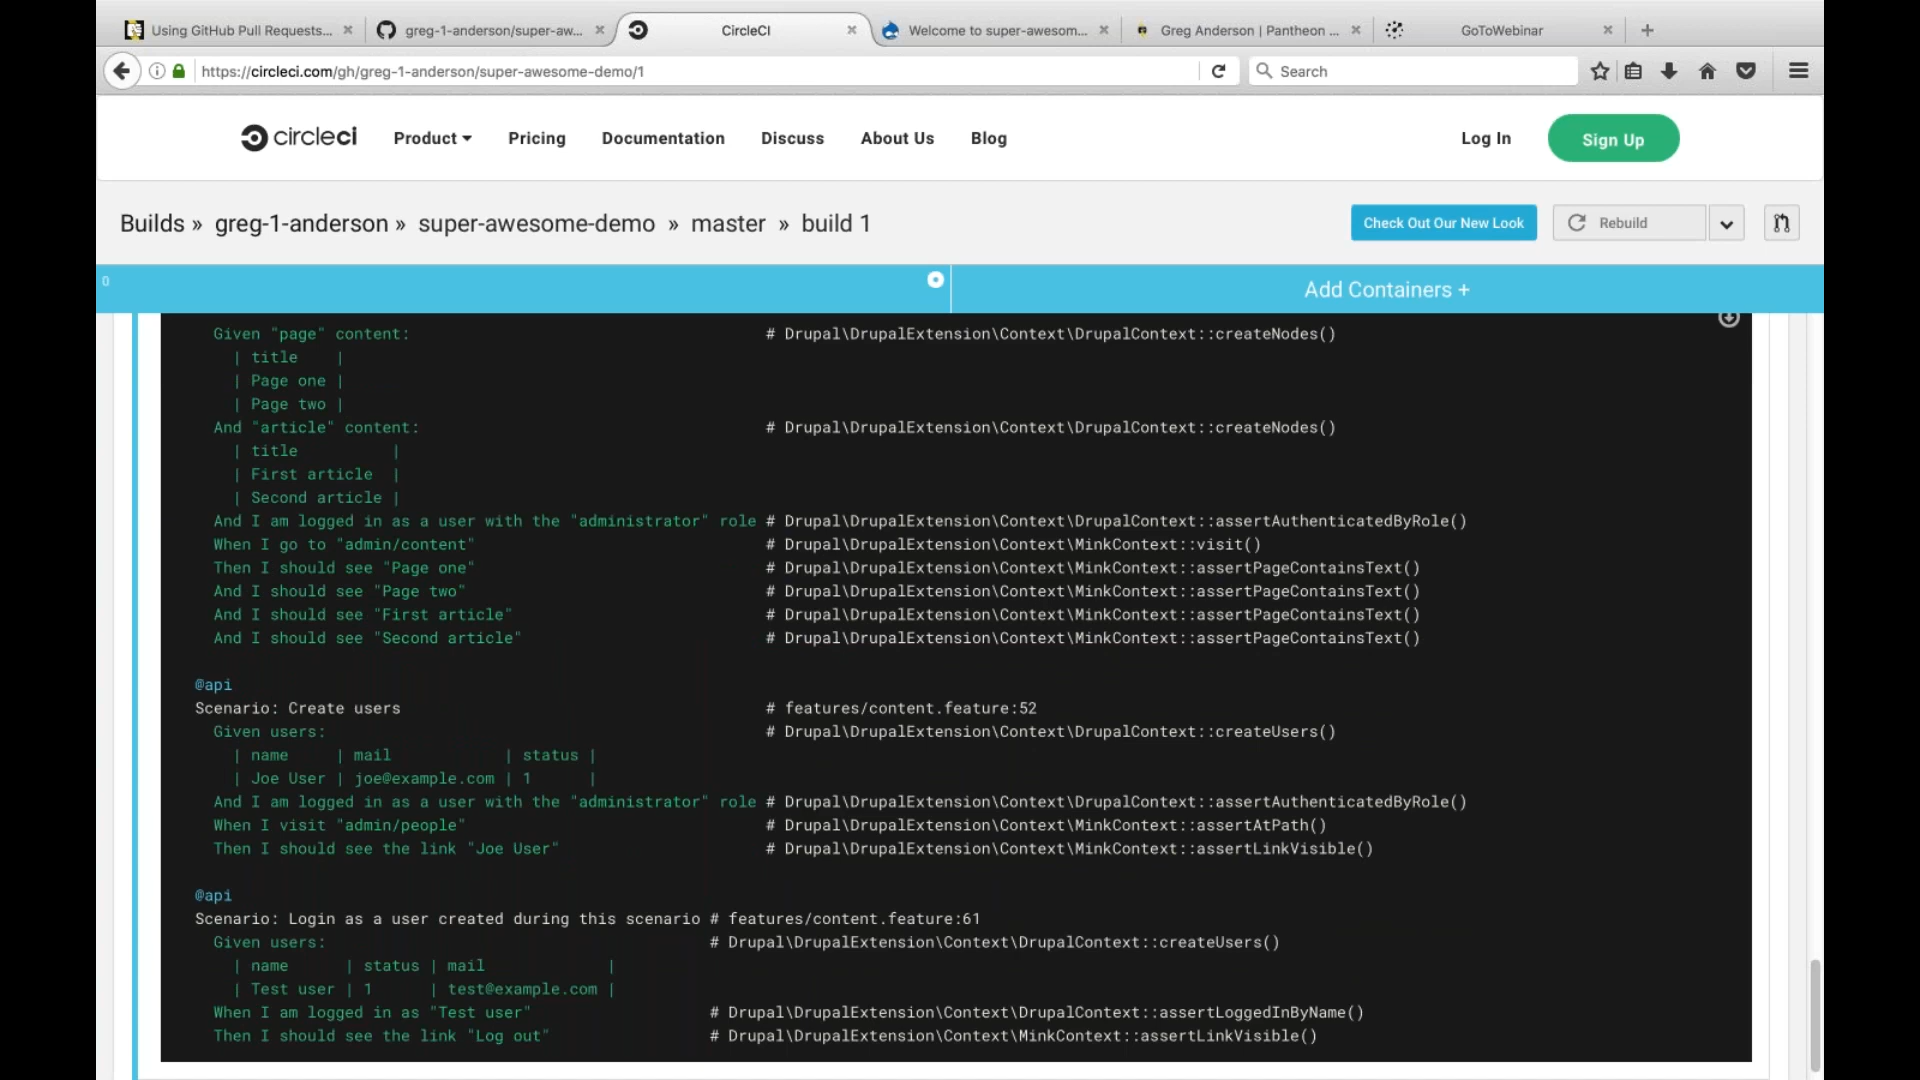 Using GitHub Pull Requests... greg-1-anderson/super-aw... CircleCI Welcome to super-awesom... Greg Anderson | Pantheon ... GoToWebinar
https://circleci.com/gh/greg-1-anderson/super-awesome-demo/1 Search
circleci Product Pricing Documentation Discuss About Us Blog Log In Sign Up
Builds » greg-1-anderson » super-awesome-demo » master » build 1 Check Out Our New Look Rebuild
0 Add Containers +
Given "page" content: # Drupal\DrupalExtension\Context\DrupalContext::createNodes()
| title |
| Page one |
| Page two |
And "article" content: # Drupal\DrupalExtension\Context\DrupalContext::createNodes()
| title |
| First article |
| Second article |
And I am logged in as a user with the "administrator" role # Drupal\DrupalExtension\Context\DrupalContext::assertAuthenticatedByRole()
When I go to "admin/content" # Drupal\DrupalExtension\Context\MinkContext::visit()
Then I should see "Page one" # Drupal\DrupalExtension\Context\MinkContext::assertPageContainsText()
And I should see "Page two" # Drupal\DrupalExtension\Context\MinkContext::assertPageContainsText()
And I should see "First article" # Drupal\DrupalExtension\Context\MinkContext::assertPageContainsText()
And I should see "Second article" # Drupal\DrupalExtension\Context\MinkContext::assertPageContainsText()
@api
Scenario: Create users # features/content.feature:52
Given users: # Drupal\DrupalExtension\Context\DrupalContext::createUsers()
| name | mail | status |
| Joe User | joe@example.com | 1 |
And I am logged in as a user with the "administrator" role # Drupal\DrupalExtension\Context\DrupalContext::assertAuthenticatedByRole()
When I visit "admin/people" # Drupal\DrupalExtension\Context\MinkContext::assertAtPath()
Then I should see the link "Joe User" # Drupal\DrupalExtension\Context\MinkContext::assertLinkVisible()
@api
Scenario: Login as a user created during this scenario # features/content.feature:61
Given users: # Drupal\DrupalExtension\Context\DrupalContext::createUsers()
| name | status | mail |
| Test user | 1 | test@example.com |
When I am logged in as "Test user" # Drupal\DrupalExtension\Context\DrupalContext::assertLoggedInByName()
Then I should see the link "Log out" # Drupal\DrupalExtension\Context\MinkContext::assertLinkVisible()